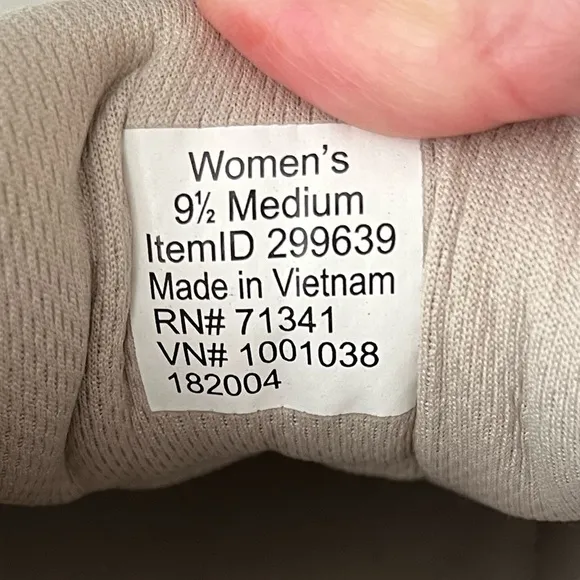 Women's
9½ Medium
ItemID 299639
Made in Vietnam
RN# 71341
VN# 1001038
182004